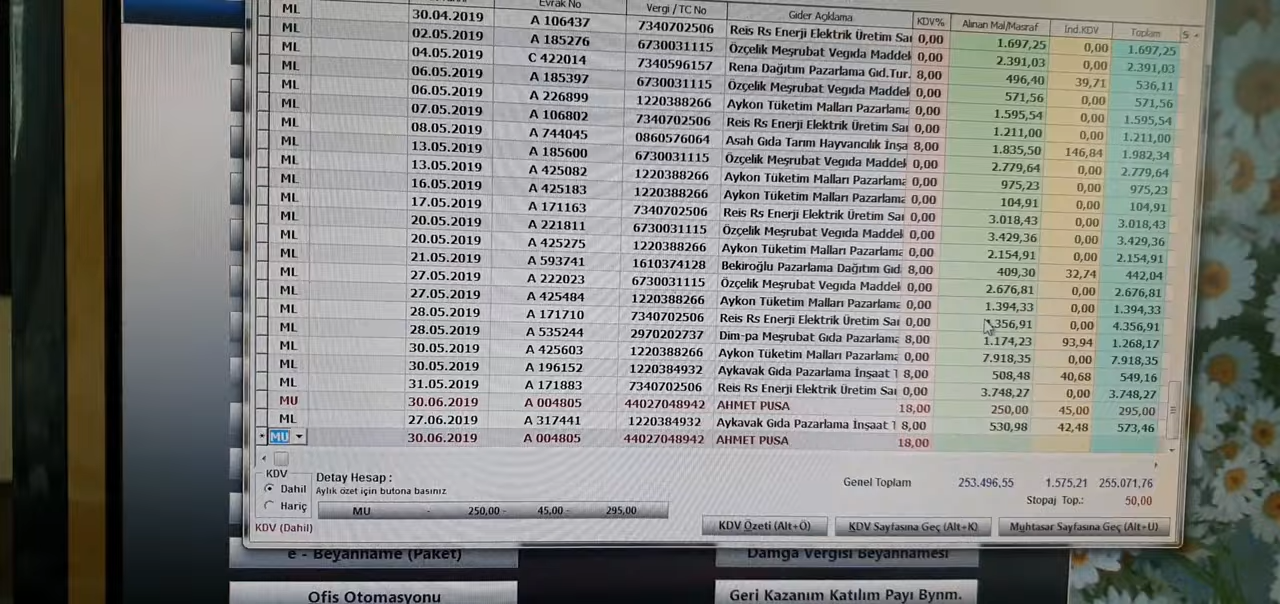 Evrak No Vergi / TC No Gider Açıklama KDV% Alınan Mal/Masraf İnd.KDV Toplam S
ML 30.04.2019 A 106437 7340702506 Reis Rs Enerji Elektrik Üretim Sai 0,00 1.697,25 0,00 1.697,25
ML 02.05.2019 A 185276 6730031115 Özçelik Meşrubat Vegıda Maddel 0,00 2.391,03 0,00 2.391,03
ML 04.05.2019 C 422014 7340596157 Rena Dağıtım Pazarlama Gıd.Tur. 8,00 496,40 39,71 536,11
ML 06.05.2019 A 185397 6730031115 Özçelik Meşrubat Vegıda Maddel 0,00 571,56 0,00 571,56
ML 06.05.2019 A 226899 1220388266 Aykon Tüketim Malları Pazarlama 0,00 1.595,54 0,00 1.595,54
ML 07.05.2019 A 106802 7340702506 Reis Rs Enerji Elektrik Üretim Sai 0,00 1.211,00 0,00 1.211,00
ML 08.05.2019 A 744045 0860576064 Asah Gıda Tarım Hayvancılık İnşa 8,00 1.835,50 146,84 1.982,34
ML 13.05.2019 A 185600 6730031115 Özçelik Meşrubat Vegıda Maddel 0,00 2.779,64 0,00 2.779,64
ML 13.05.2019 A 425082 1220388266 Aykon Tüketim Malları Pazarlama 0,00 975,23 0,00 975,23
ML 16.05.2019 A 425183 1220388266 Aykon Tüketim Malları Pazarlama 0,00 104,91 0,00 104,91
ML 17.05.2019 A 171163 7340702506 Reis Rs Enerji Elektrik Üretim Sai 0,00 3.018,43 0,00 3.018,43
ML 20.05.2019 A 221811 6730031115 Özçelik Meşrubat Vegıda Maddel 0,00 3.429,36 0,00 3.429,36
ML 20.05.2019 A 425275 1220388266 Aykon Tüketim Malları Pazarlama 0,00 2.154,91 0,00 2.154,91
ML 21.05.2019 A 593741 1610374128 Bekiroğlu Pazarlama Dağıtım Gıd 8,00 409,30 32,74 442,04
ML 27.05.2019 A 222023 6730031115 Özçelik Meşrubat Vegıda Maddel 0,00 2.676,81 0,00 2.676,81
ML 27.05.2019 A 425484 1220388266 Aykon Tüketim Malları Pazarlama 0,00 1.394,33 0,00 1.394,33
ML 28.05.2019 A 171710 7340702506 Reis Rs Enerji Elektrik Üretim Sai 0,00 356,91 0,00 4.356,91
ML 28.05.2019 A 535244 2970202737 Dim-pa Meşrubat Gıda Pazarlama 8,00 1.174,23 93,94 1.268,17
ML 30.05.2019 A 425603 1220388266 Aykon Tüketim Malları Pazarlama 0,00 7.918,35 0,00 7.918,35
ML 30.05.2019 A 196152 1220384932 Aykavak Gıda Pazarlama İnşaat T 8,00 508,48 40,68 549,16
ML 31.05.2019 A 171883 7340702506 Reis Rs Enerji Elektrik Üretim Sai 0,00 3.748,27 0,00 3.748,27
MU 30.06.2019 A 004805 44027048942 AHMET PUSA 18,00 250,00 45,00 295,00
ML 27.06.2019 A 317441 1220384932 Aykavak Gıda Pazarlama İnşaat T 8,00 530,98 42,48 573,46
* MU 30.06.2019 A 004805 44027048942 AHMET PUSA 18,00
KDV Detay Hesap :
Dahil Aylık özet için butona basınız Genel Toplam 253.496,55 1.575,21 255.071,76
Hariç MU - 250,00 - 45,00 - 295,00 Stopaj Top.: 50,00
KDV (Dahil) KDV Özeti (Alt+Ö) KDV Sayfasına Geç (Alt+K) Muhtasar Sayfasına Geç (Alt+U)
e - Beyanname (Paket) Damga Vergisi Beyannamesi
Ofis Otomasyonu Geri Kazanım Katılım Payı Bynm.